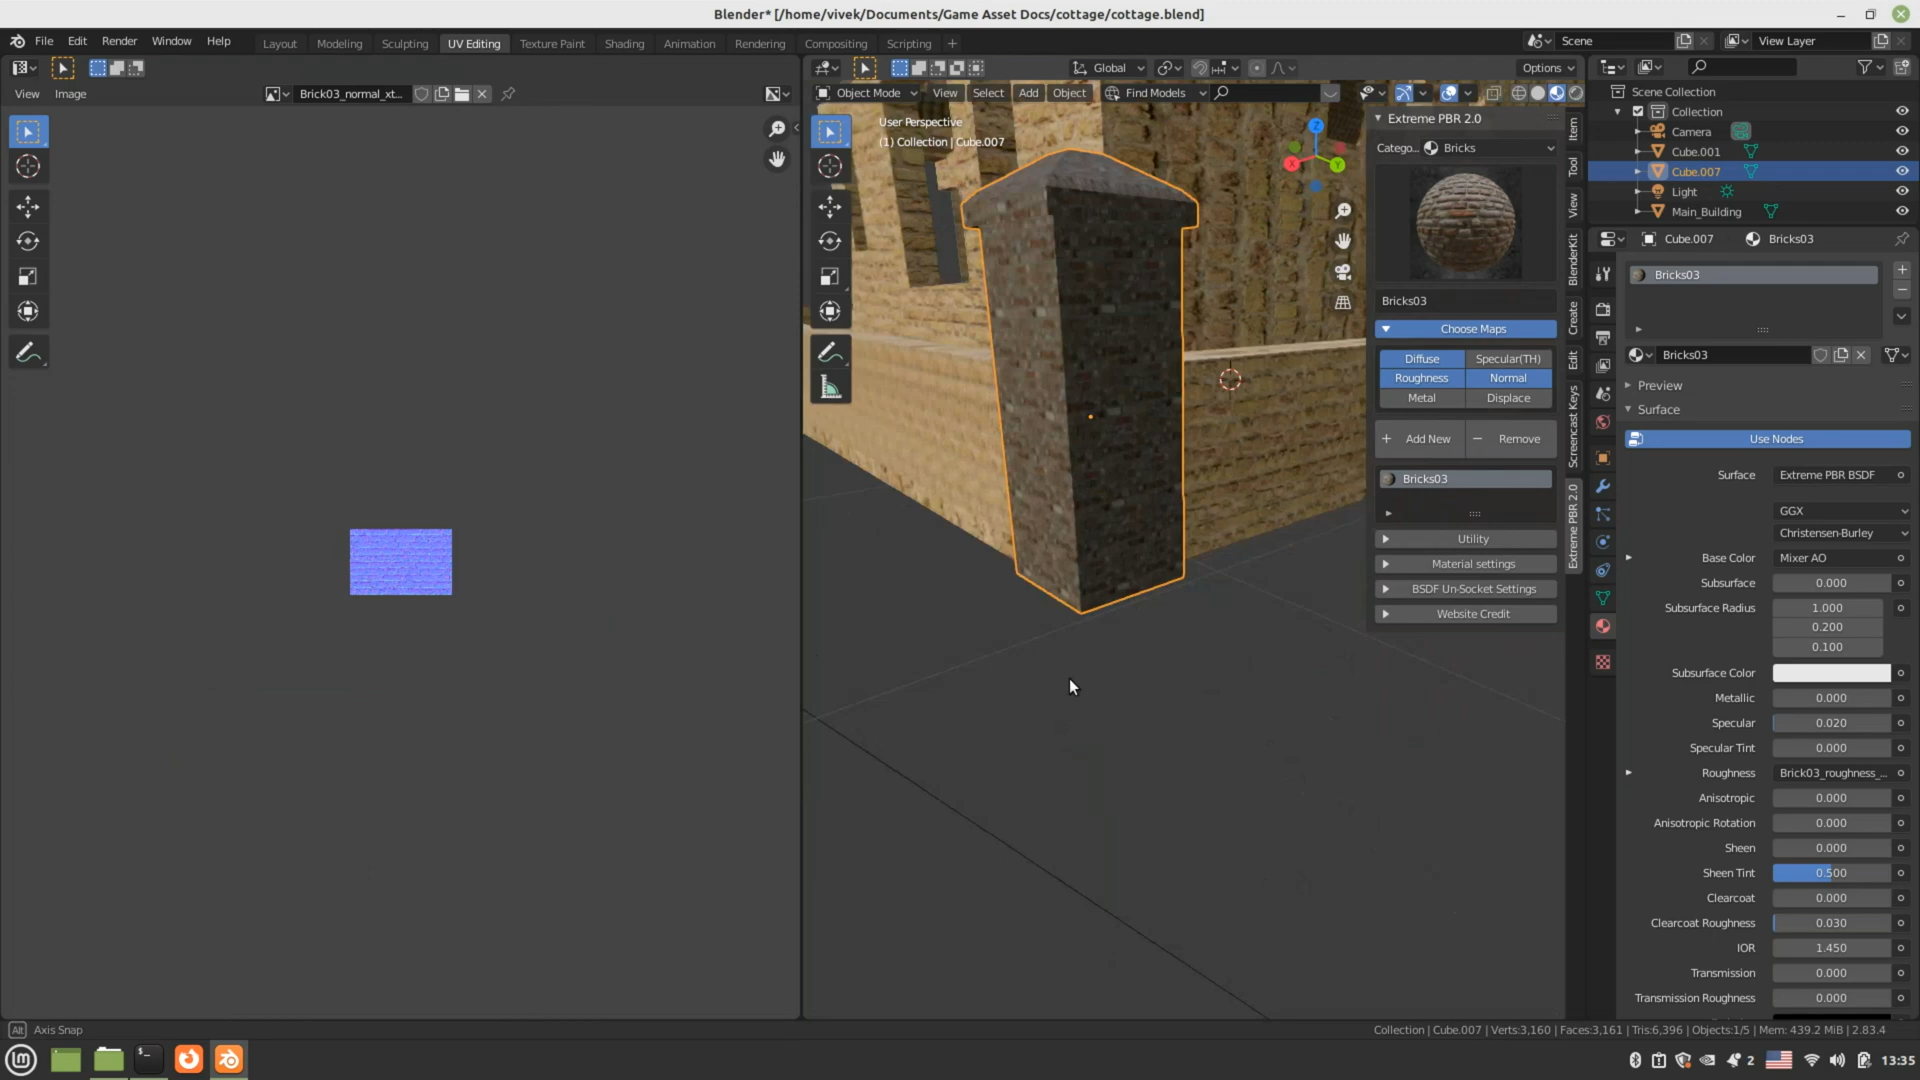 Blender* [/home/vivek/Documents/Game Asset Docs/cottage/cottage.blend]
File Edit Render Window Help
Layout Modeling Sculpting UV Editing Texture Paint Shading Animation Rendering Compositing Scripting +
Scene
View Layer
Global
Options
View Image
Brick03_normal_xt...
Object Mode View Select Add Object
Find Models
User Perspective
(1) Collection | Cube.007
X
Y
Z
Item
Tool
View
BlenderKit
Create
Edit
Screencast Keys
Extreme PBR 2.0
Extreme PBR 2.0
Catego... Bricks
Bricks03
Choose Maps
Diffuse Specular(TH)
Roughness Normal
Metal Displace
+ Add New − Remove
Bricks03
Utility
Material settings
BSDF Un-Socket Settings
Website Credit
Scene Collection
Collection
Camera
Cube.001
Cube.007
Light
Main_Building
Cube.007 Bricks03
Bricks03
Bricks03
Preview
Surface
Use Nodes
Surface Extreme PBR BSDF
GGX
Christensen-Burley
Base Color Mixer AO
Subsurface 0.000
Subsurface Radius 1.000
0.200
0.100
Subsurface Color
Metallic 0.000
Specular 0.020
Specular Tint 0.000
Roughness Brick03_roughness_...
Anisotropic 0.000
Anisotropic Rotation 0.000
Sheen 0.000
Sheen Tint 0.500
Clearcoat 0.000
Clearcoat Roughness 0.030
IOR 1.450
Transmission 0.000
Transmission Roughness 0.000
Alt Axis Snap
Collection | Cube.007 | Verts:3,160 | Faces:3,161 | Tris:6,396 | Objects:1/5 | Mem: 439.2 MiB | 2.83.4
2
13:35